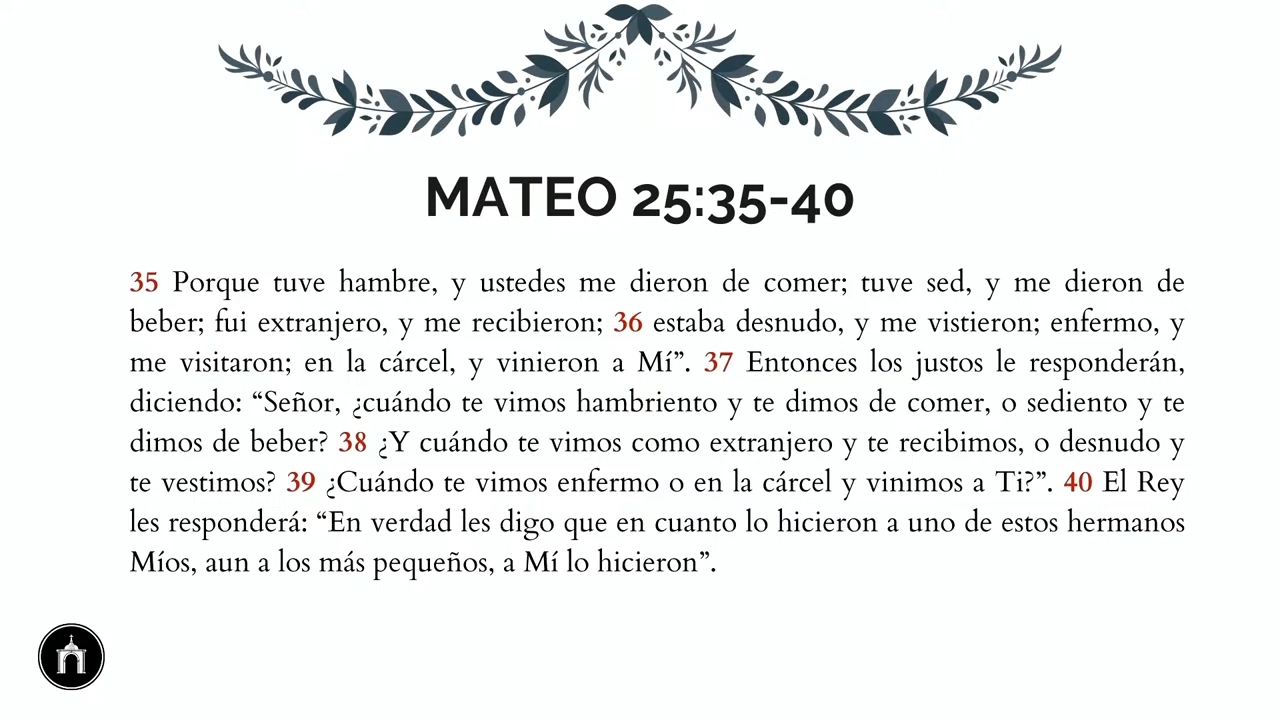 MATEO 25:35-40
35 Porque tuve hambre, y ustedes me dieron de comer; tuve sed, y me dieron de
beber; fui extranjero, y me recibieron; 36 estaba desnudo, y me vistieron; enfermo, y
me visitaron; en la cárcel, y vinieron a Mí”. 37 Entonces los justos le responderán,
diciendo: “Señor, ¿cuándo te vimos hambriento y te dimos de comer, o sediento y te
dimos de beber? 38 ¿Y cuándo te vimos como extranjero y te recibimos, o desnudo y
te vestimos? 39 ¿Cuándo te vimos enfermo o en la cárcel y vinimos a Ti?”. 40 El Rey
les responderá: “En verdad les digo que en cuanto lo hicieron a uno de estos hermanos
Míos, aun a los más pequeños, a Mí lo hicieron”.